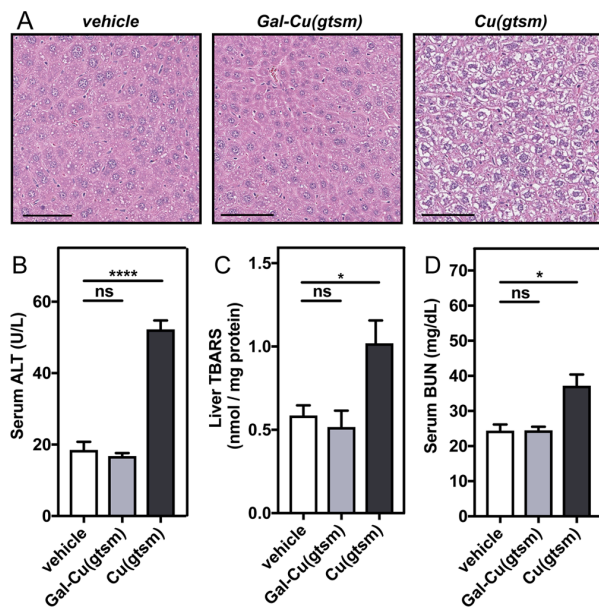 A
vehicle
Gal-Cu(gtsm)
Cu(gtsm)
B
Serum ALT (U/L)
0
20
40
60
****
ns
vehicle
Gal-Cu(gtsm)
Cu(gtsm)
C
Liver TBARS
(nmol / mg protein)
0.0
0.5
1.0
1.5
*
ns
vehicle
Gal-Cu(gtsm)
Cu(gtsm)
D
Serum BUN (mg/dL)
0
10
20
30
40
50
60
70
*
ns
vehicle
Gal-Cu(gtsm)
Cu(gtsm)